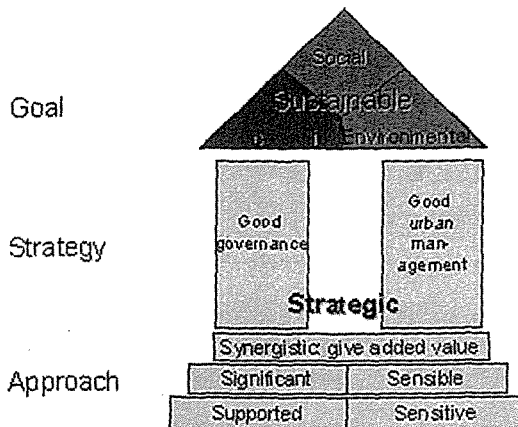 Social
Goal
Sustainable
Environmental
Good
governance
Good
urban
man-
agement
Strategy
Strategic
Synergistic: give added value
Approach
Significant
Sensible
Supported
Sensitive